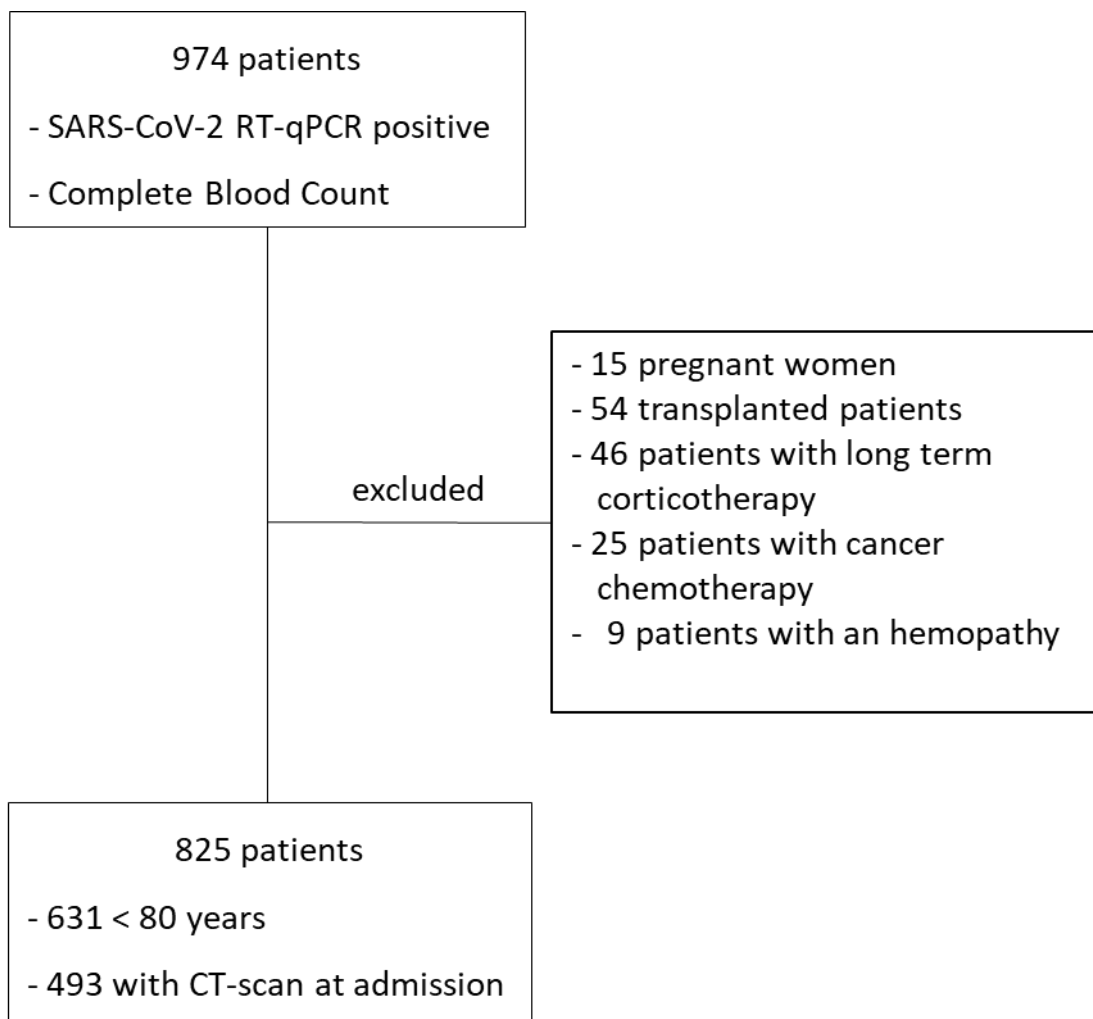 974 patients
- SARS-CoV-2 RT-qPCR positive
- Complete Blood Count
excluded
- 15 pregnant women
- 54 transplanted patients
- 46 patients with long term
corticotherapy
- 25 patients with cancer
chemotherapy
- 9 patients with an hemopathy
825 patients
- 631 < 80 years
- 493 with CT-scan at admission